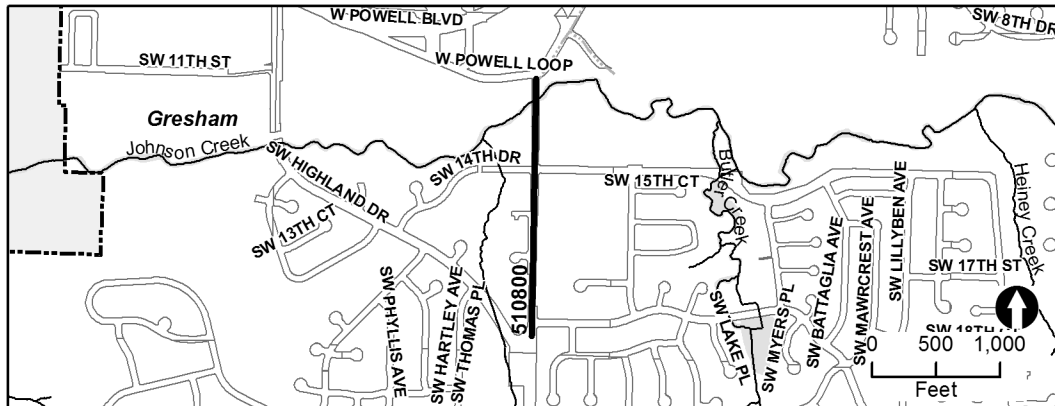 W POWELL BLVD
SW 8TH DR
SW 11TH ST
W POWELL LOOP
Gresham
Johnson Creek
SW HIGHLAND DR
SW 14TH DR
SW 15TH CT
Butler Creek
SW LILLYBEN AVE
Heiney Creek
SW 13TH CT
510800
SW PHYLLIS AVE
SW HARTLEY AVE
SW THOMAS PL
SW LAKE PL
SW MYERS PL
SW BATTAGLIA AVE
SW MAWRCREST AVE
SW 17TH ST
SW 18TH
0 500 1,000
Feet